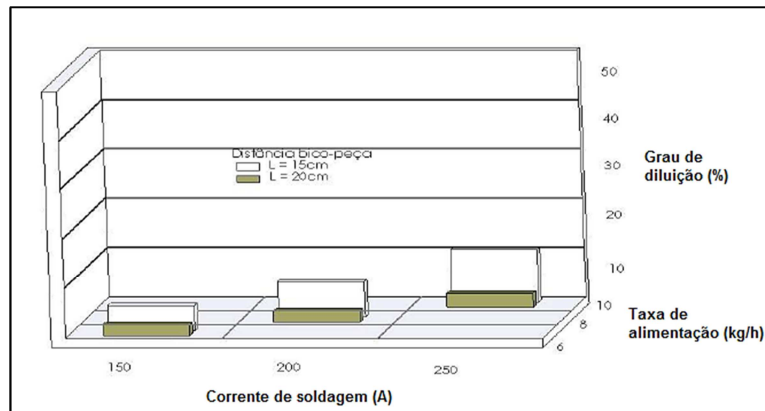 50
40
Distância bico-peça
L = 15cm
L = 20cm
30
Grau de
diluição (%)
20
10
10
8
6
Taxa de
alimentação (kg/h)
150
200
250
Corrente de soldagem (A)